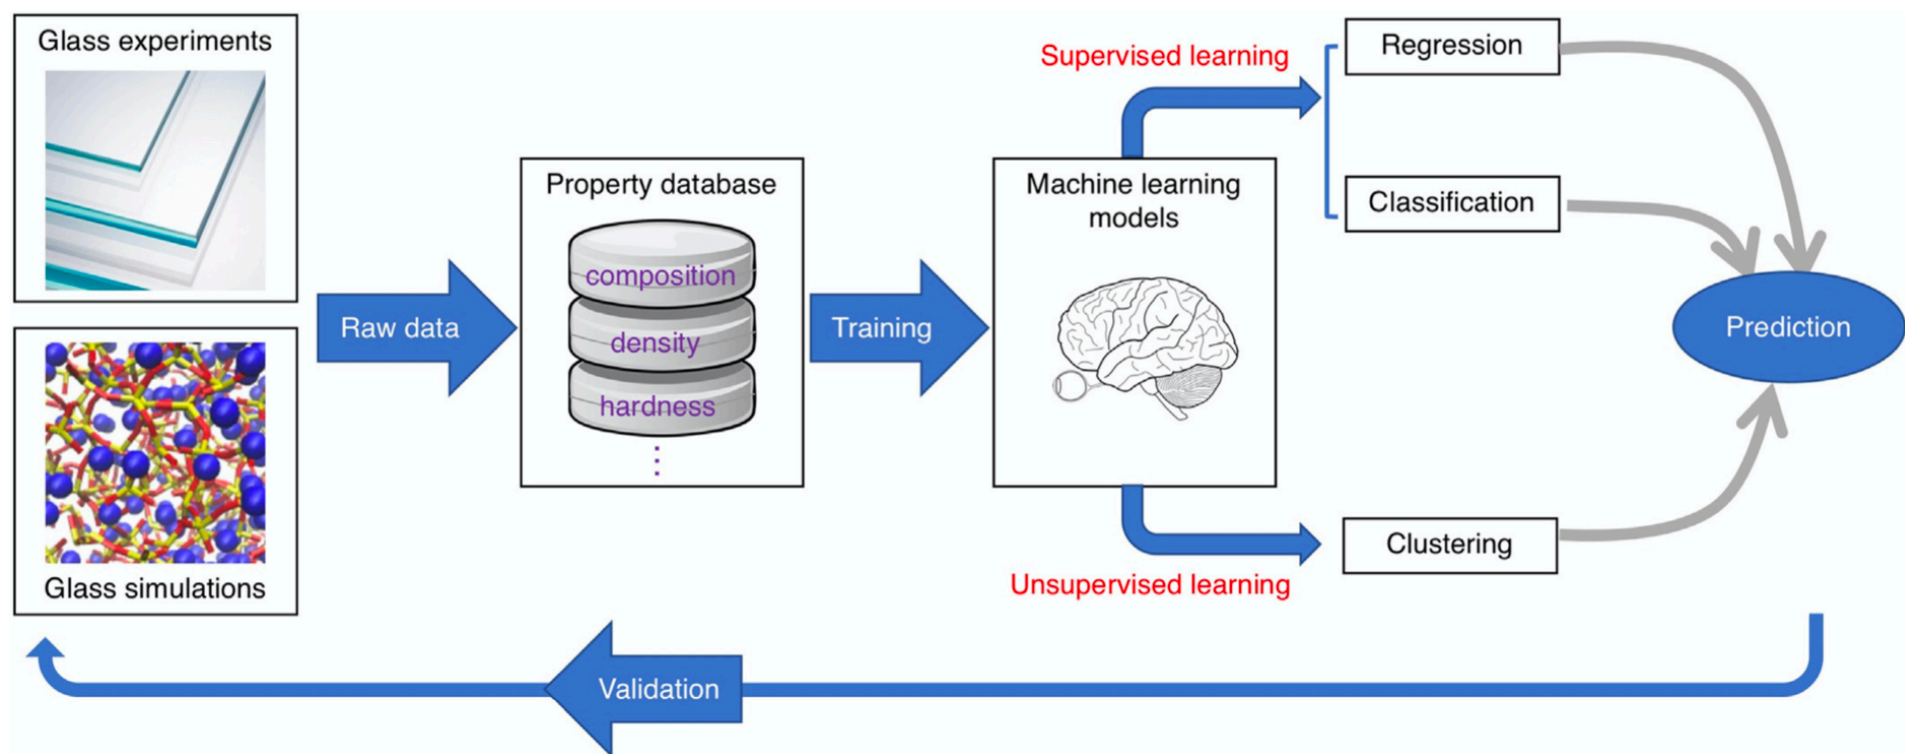 Glass experiments
Glass simulations
Raw data
Property database
composition
density
hardness
Training
Machine learning
models
Supervised learning
Unsupervised learning
Regression
Classification
Clustering
Prediction
Validation